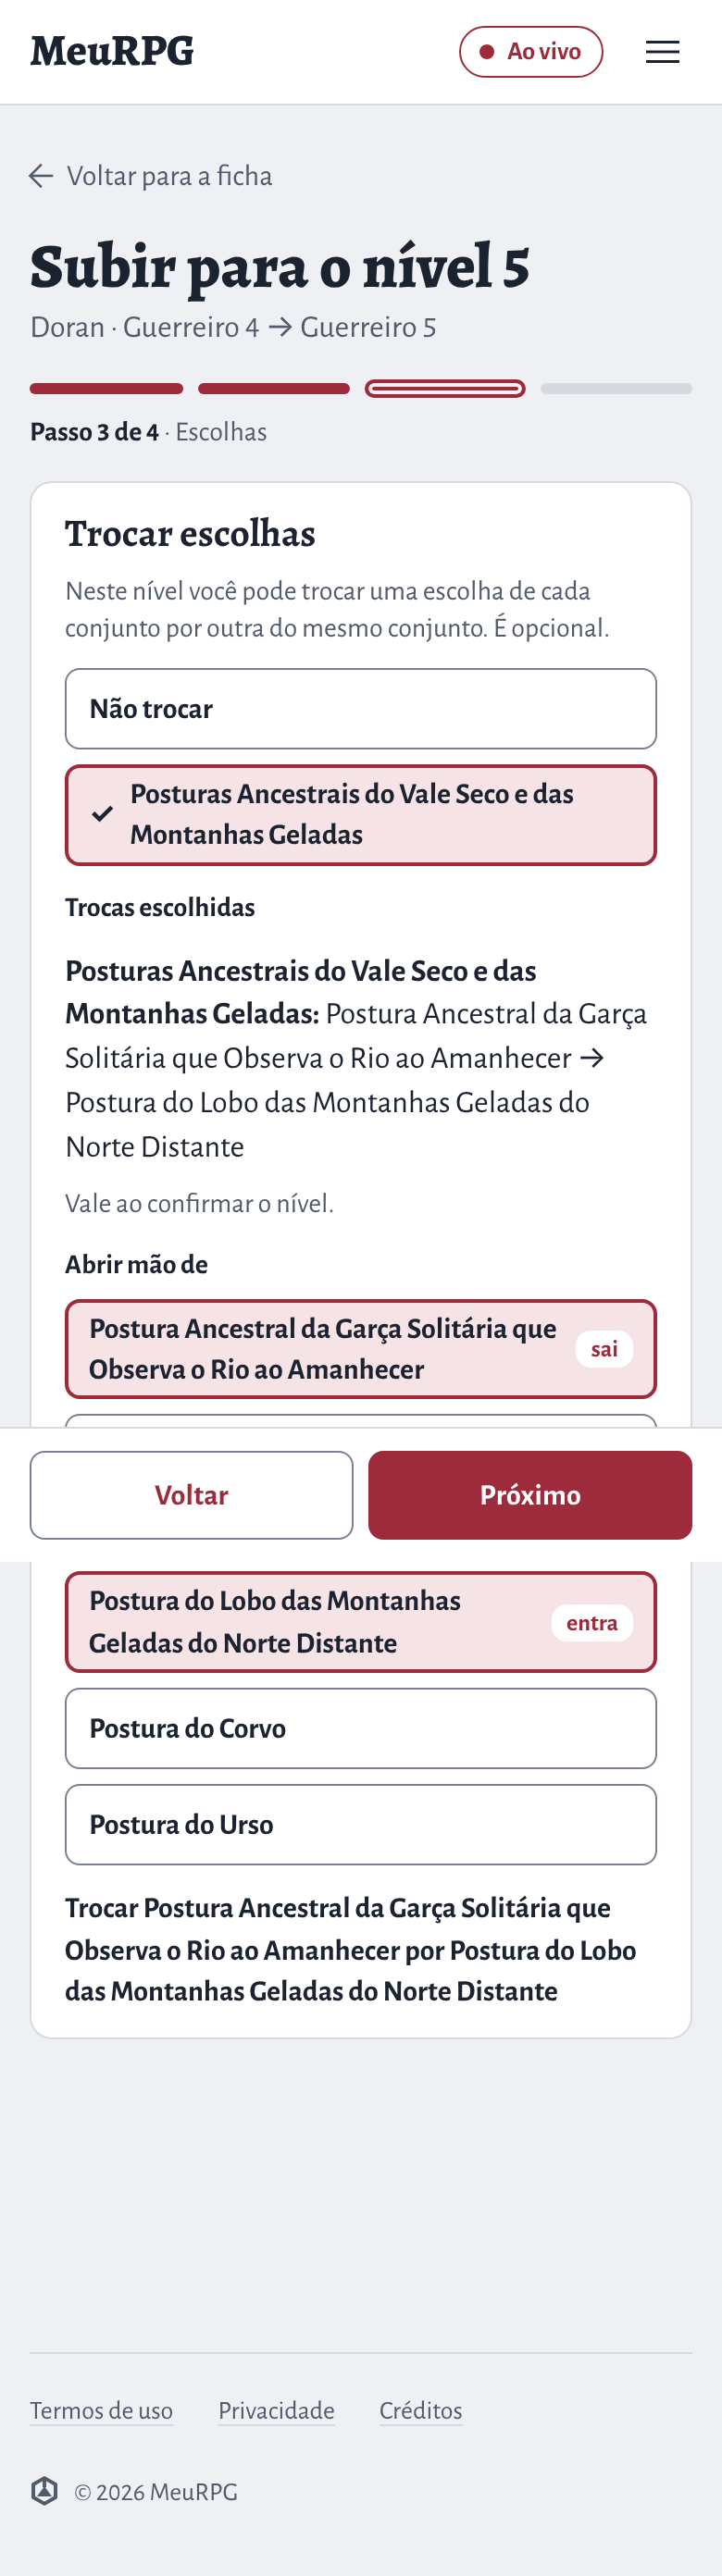 MeuRPG
Ao vivo
Voltar para a ficha
Subir para o nível 5
Doran · Guerreiro 4 → Guerreiro 5
Passo 3 de 4 · Escolhas
Trocar escolhas
Neste nível você pode trocar uma escolha de cada
conjunto por outra do mesmo conjunto. É opcional.
Não trocar
Posturas Ancestrais do Vale Seco e das
Montanhas Geladas
Trocas escolhidas
Posturas Ancestrais do Vale Seco e das
Montanhas Geladas: Postura Ancestral da Garça
Solitária que Observa o Rio ao Amanhecer →
Postura do Lobo das Montanhas Geladas do
Norte Distante
Vale ao confirmar o nível.
Abrir mão de
Postura Ancestral da Garça Solitária que
Observa o Rio ao Amanhecer
sai
Voltar
Próximo
Postura do Lobo das Montanhas
Geladas do Norte Distante
entra
Postura do Corvo
Postura do Urso
Trocar Postura Ancestral da Garça Solitária que
Observa o Rio ao Amanhecer por Postura do Lobo
das Montanhas Geladas do Norte Distante
Termos de uso
Privacidade
Créditos
© 2026 MeuRPG